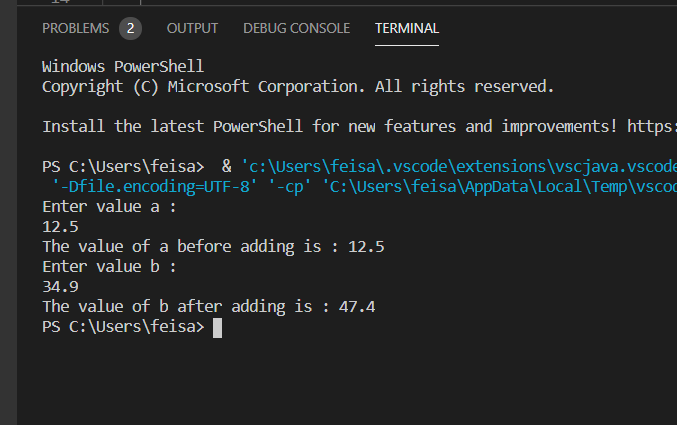 14
PROBLEMS 2 OUTPUT DEBUG CONSOLE TERMINAL
Windows PowerShell
Copyright (C) Microsoft Corporation. All rights reserved.
Install the latest PowerShell for new features and improvements! https:
PS C:\Users\feisa> & 'c:\Users\feisa\.vscode\extensions\vscjava.vscode
'-Dfile.encoding=UTF-8' '-cp' 'C:\Users\feisa\AppData\Local\Temp\vscod
Enter value a :
12.5
The value of a before adding is : 12.5
Enter value b :
34.9
The value of b after adding is : 47.4
PS C:\Users\feisa>